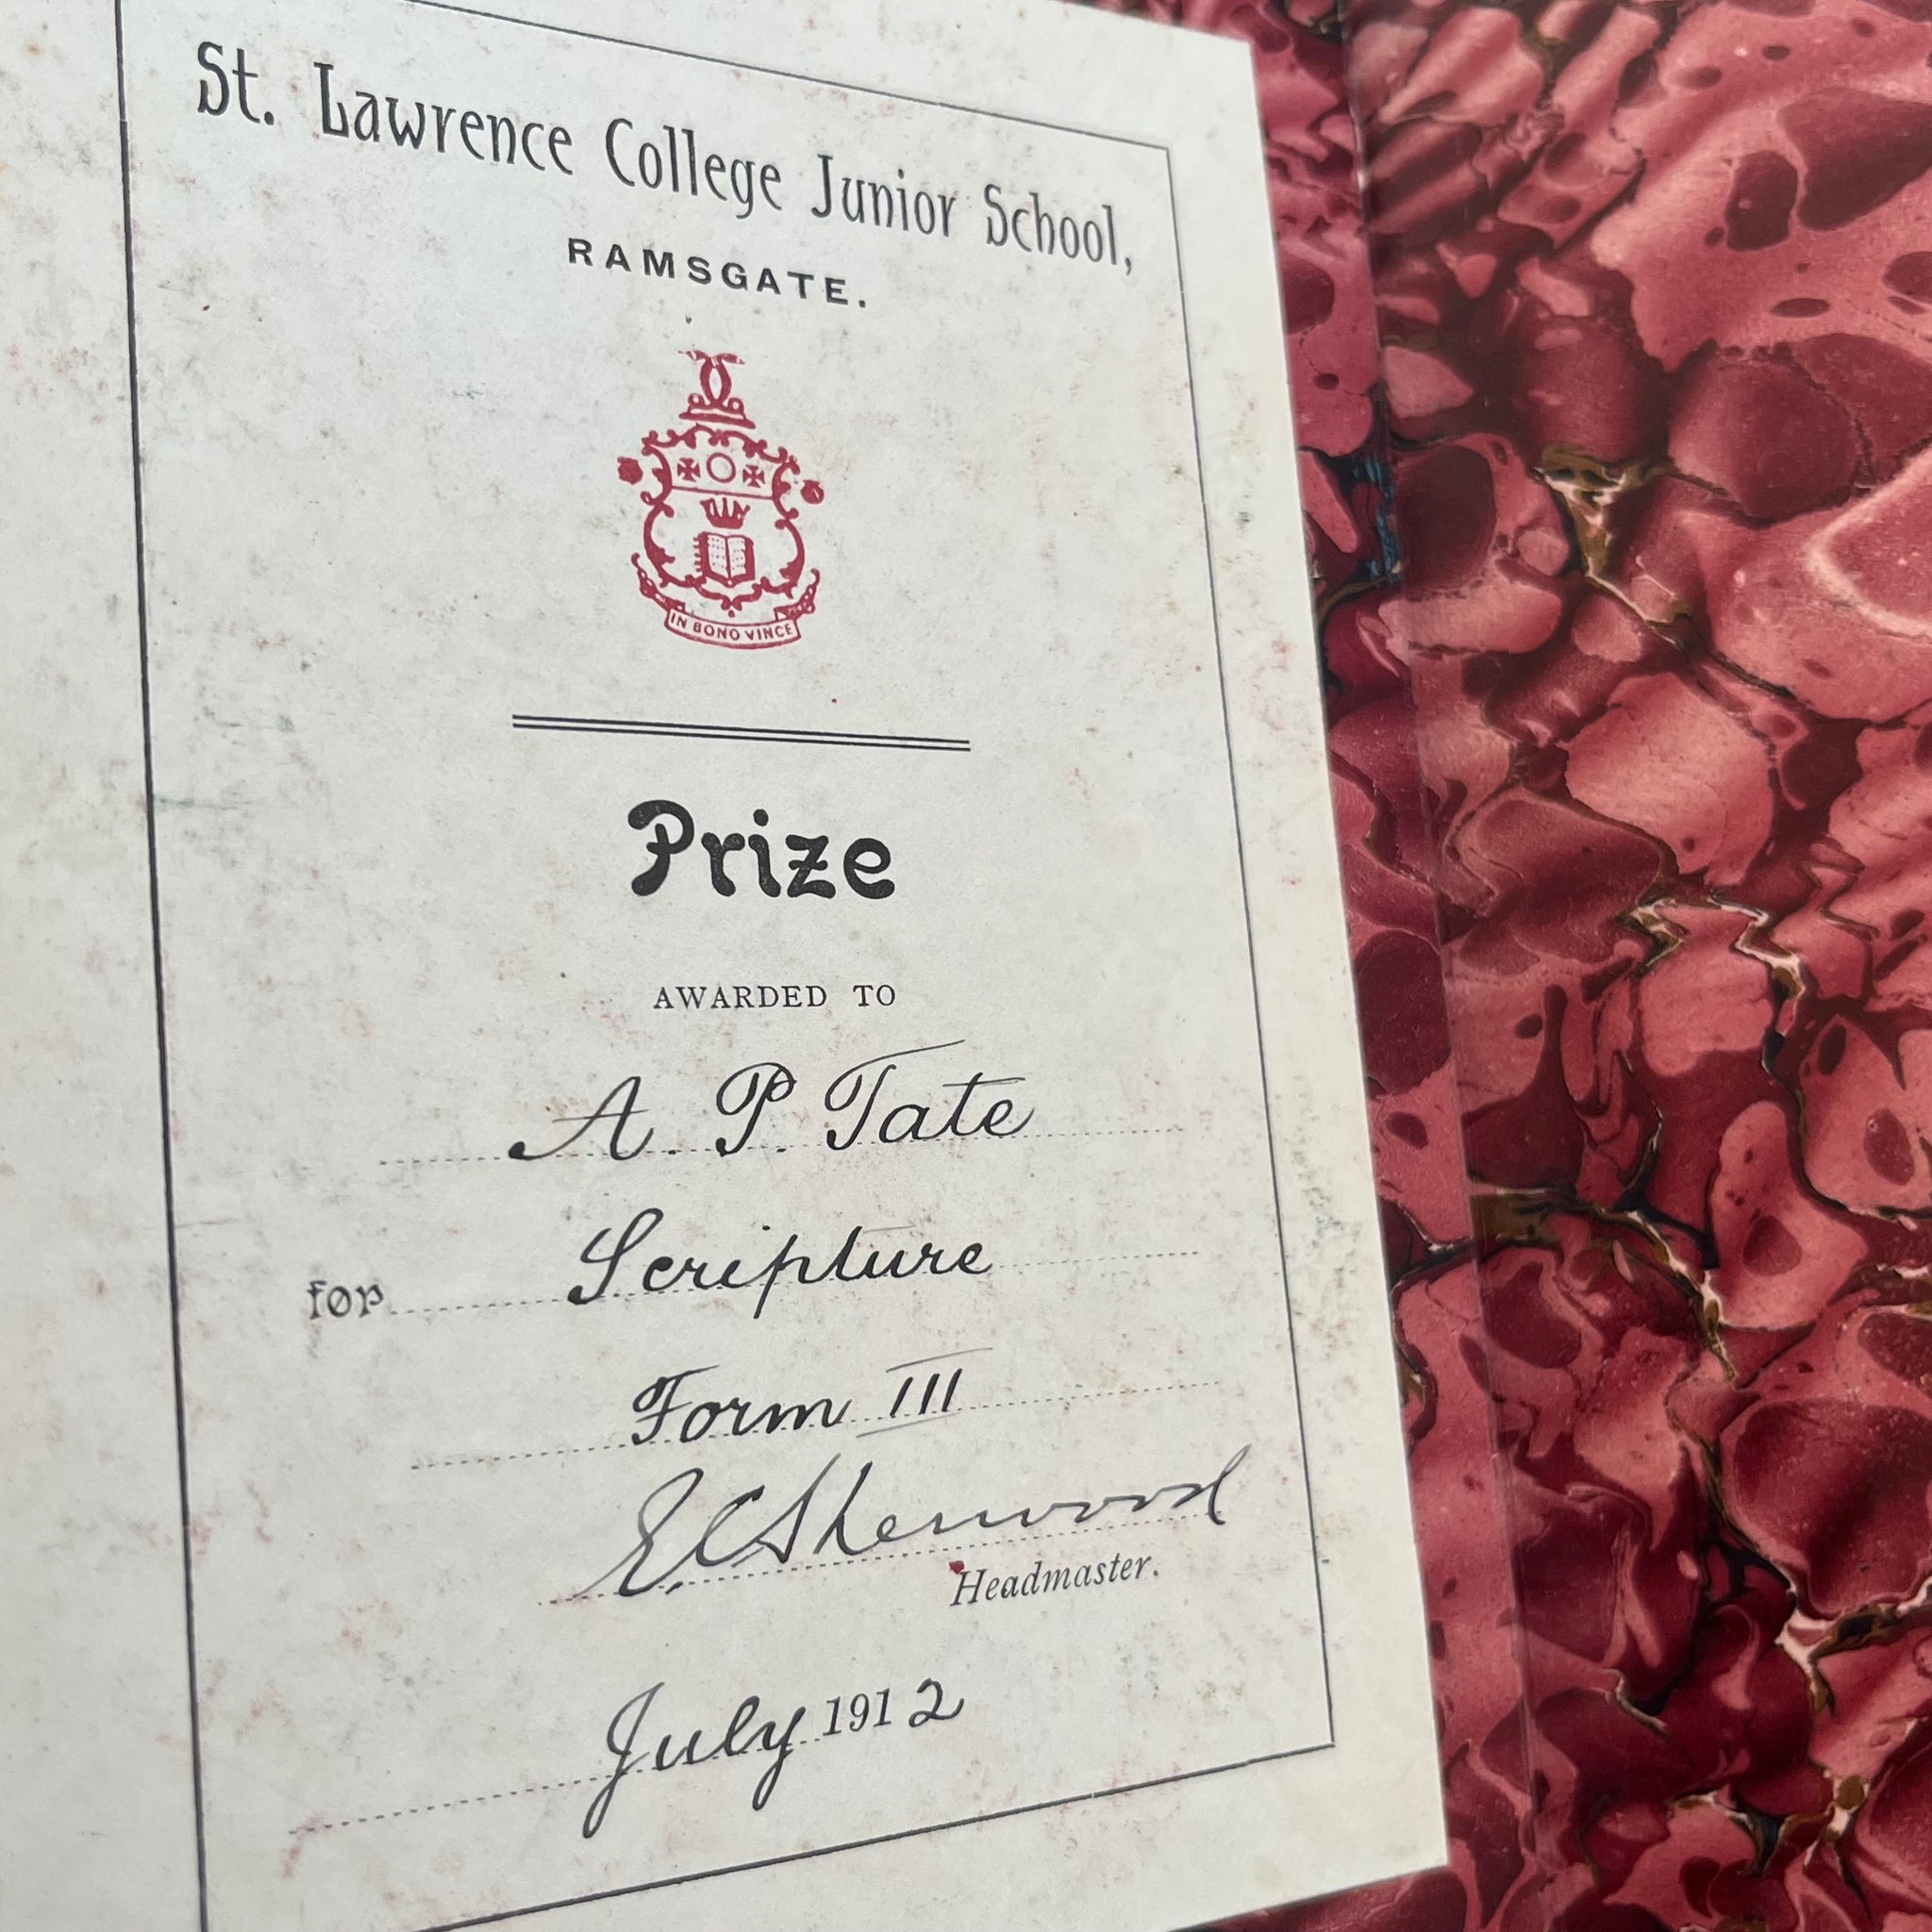 St. Lawrence College Junior School,
RAMSGATE.
IN BONO VINCE
Prize
AWARDED TO
A. P. Tate
for Scripture
Form III
E.C Sherwood
Headmaster.
July 1912